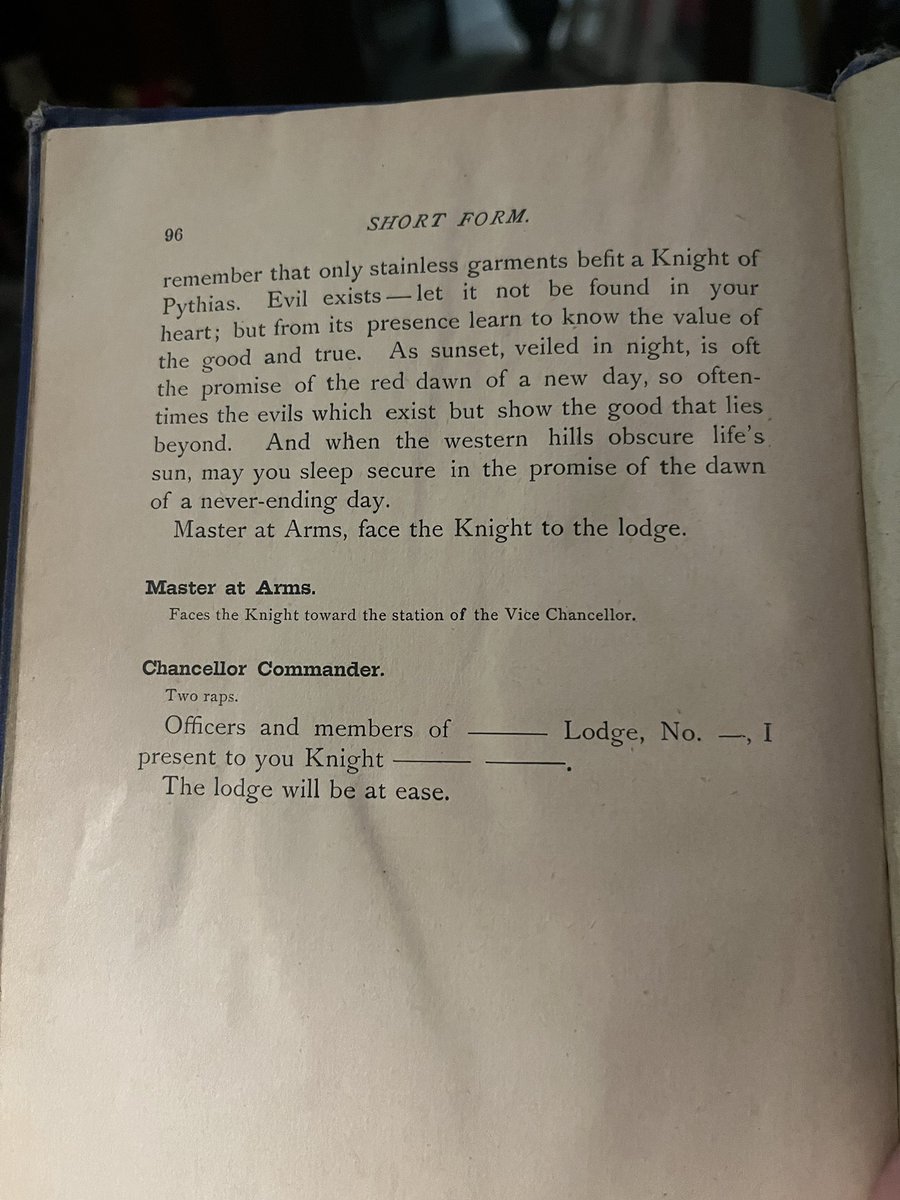 96
SHORT FORM.
remember that only stainless garments befit a Knight of
Pythias. Evil exists — let it not be found in your
heart; but from its presence learn to know the value of
the good and true. As sunset, veiled in night, is oft
the promise of the red dawn of a new day, so often-
times the evils which exist but show the good that lies
beyond. And when the western hills obscure life's
sun, may you sleep secure in the promise of the dawn
of a never-ending day.
Master at Arms, face the Knight to the lodge.
Master at Arms.
Faces the Knight toward the station of the Vice Chancellor.
Chancellor Commander.
Two raps.
Officers and members of ——— Lodge, No. —, I
present to you Knight ——— ———.
The lodge will be at ease.